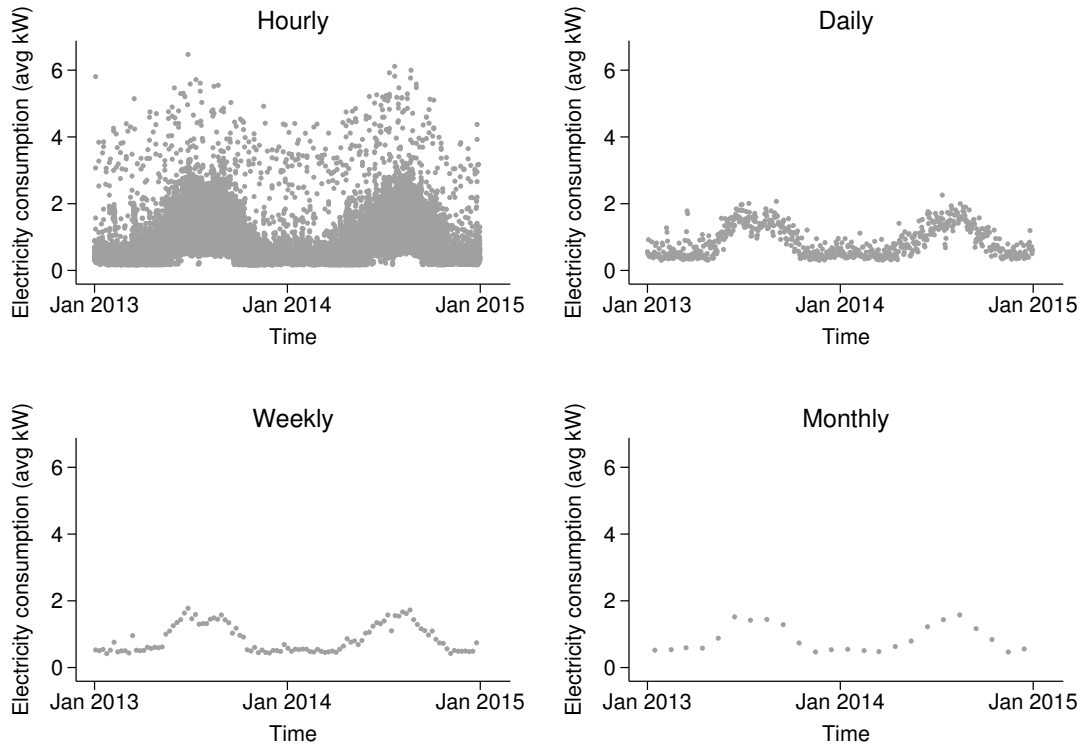 Hourly
Electricity consumption (avg kW)
6
4
2
0
Jan 2013
Jan 2014
Jan 2015
Time
Daily
Electricity consumption (avg kW)
6
4
2
0
Jan 2013
Jan 2014
Jan 2015
Time
Weekly
Electricity consumption (avg kW)
6
4
2
0
Jan 2013
Jan 2014
Jan 2015
Time
Monthly
Electricity consumption (avg kW)
6
4
2
0
Jan 2013
Jan 2014
Jan 2015
Time